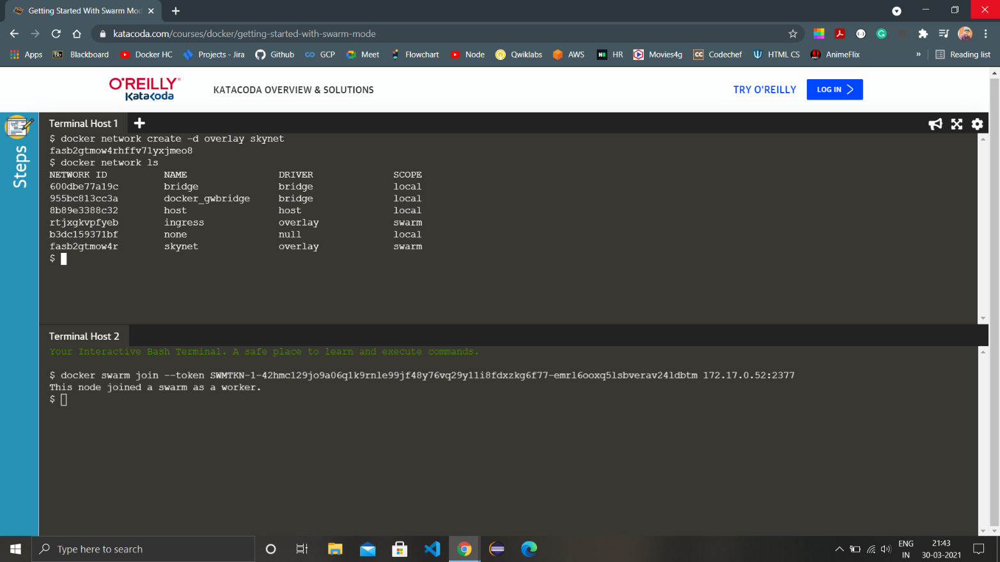 Getting Started With Swarm Mod
katacoda.com/courses/docker/getting-started-with-swarm-mode
Apps Bb Blackboard Docker HC Projects - Jira Github GCP Meet Flowchart Node Qwiklabs AWS HR Movies4g CC Codechef HTML CS AnimeFlix » Reading list
O'REILLY®
Katacoda
KATACODA OVERVIEW & SOLUTIONS
TRY O'REILLY
LOG IN
Steps
Terminal Host 1
$ docker network create -d overlay skynet
fasb2gtmow4rhffv71yxjmeo8
$ docker network ls
NETWORK ID NAME DRIVER SCOPE
600dbe77a19c bridge bridge local
955bc813cc3a docker_gwbridge bridge local
8b89e3388c32 host host local
rtjxgkvpfyeb ingress overlay swarm
b3dc159371bf none null local
fasb2gtmow4r skynet overlay swarm
$
Terminal Host 2
Your Interactive Bash Terminal. A safe place to learn and execute commands.
$ docker swarm join --token SWMTKN-1-42hmc129jo9a06q1k9rnle99jf48y76vq29y11i8fdxzkg6f77-emrl6ooxq5lsbverav24ldbtm 172.17.0.52:2377
This node joined a swarm as a worker.
$
Type here to search
ENG
IN
21:43
30-03-2021